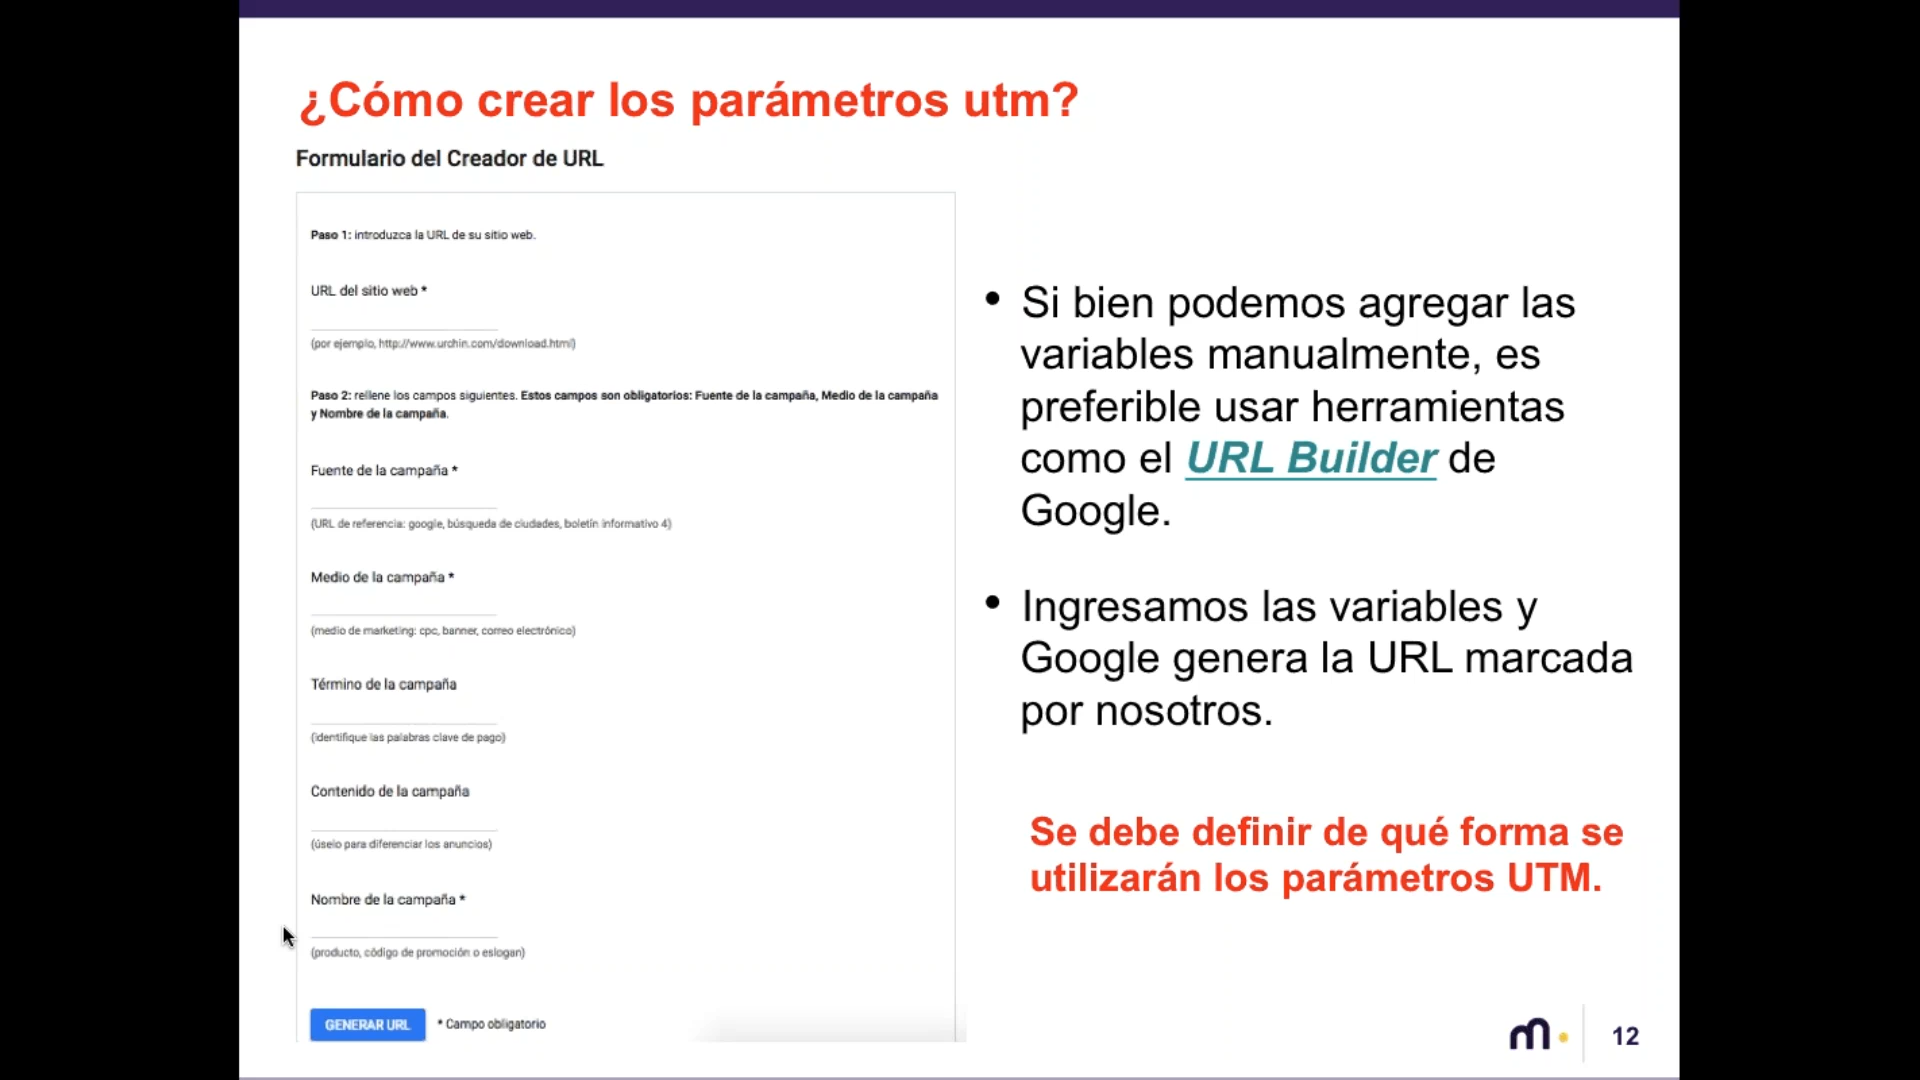 ¿Cómo crear los parámetros utm?
Formulario del Creador de URL
Paso 1: introduzca la URL de su sitio web.
URL del sitio web *
(por ejemplo, http://www.urchin.com/download.html)
Paso 2: rellene los campos siguientes. Estos campos son obligatorios: Fuente de la campaña, Medio de la campaña
y Nombre de la campaña.
Fuente de la campaña *
(URL de referencia: google, búsqueda de ciudades, boletín informativo 4)
Medio de la campaña *
(medio de marketing: cpc, banner, correo electrónico)
Término de la campaña
(identifique las palabras clave de pago)
Contenido de la campaña
(úselo para diferenciar los anuncios)
Nombre de la campaña *
(producto, código de promoción o eslogan)
GENERAR URL * Campo obligatorio
• Si bien podemos agregar las
variables manualmente, es
preferible usar herramientas
como el URL Builder de
Google.
• Ingresamos las variables y
Google genera la URL marcada
por nosotros.
Se debe definir de qué forma se
utilizarán los parámetros UTM.
m. 12